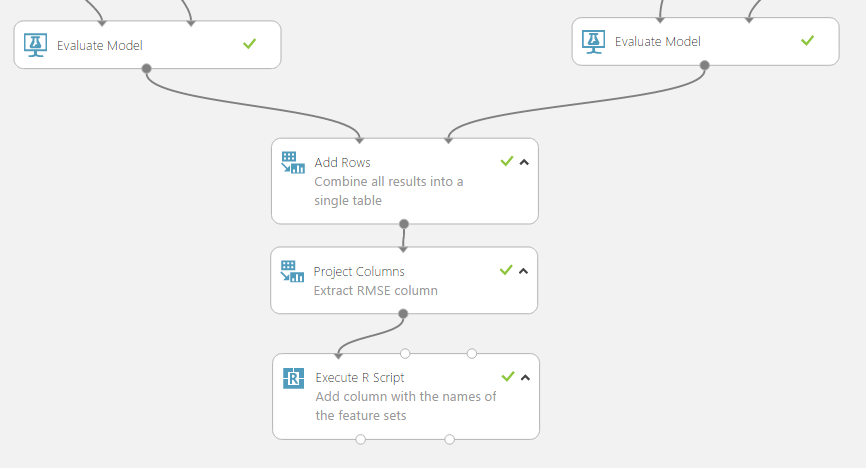 Evaluate Model
Evaluate Model
Add Rows
Combine all results into a
single table
Project Columns
Extract RMSE column
R
Execute R Script
Add column with the names of
the feature sets